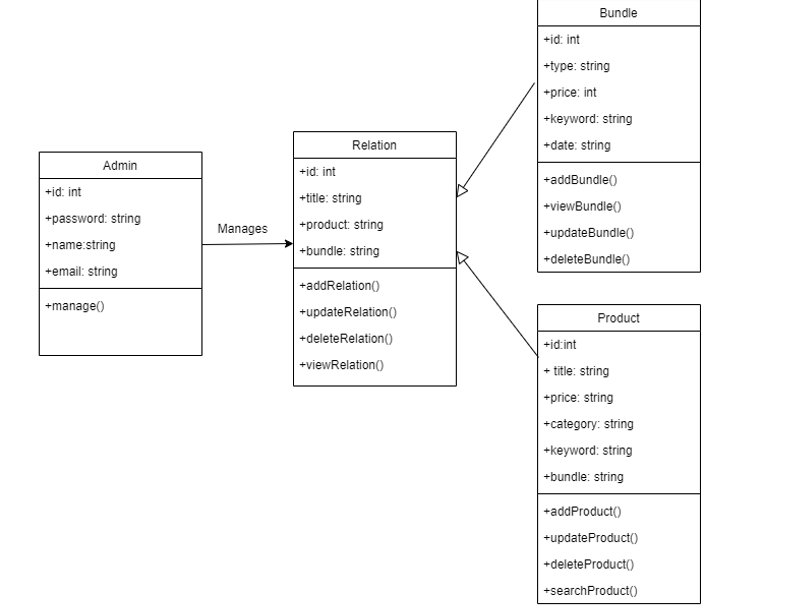 Bundle
+id: int
+type: string
+price: int
+keyword: string
+date: string
+addBundle()
+viewBundle()
+updateBundle()
+deleteBundle()
Relation
+id: int
+title: string
+product: string
+bundle: string
+addRelation()
+updateRelation()
+deleteRelation()
+viewRelation()
Admin
+id: int
+password: string
+name:string
+email: string
+manage()
Manages
Product
+id:int
+ title: string
+price: string
+category: string
+keyword: string
+bundle: string
+addProduct()
+updateProduct()
+deleteProduct()
+searchProduct()